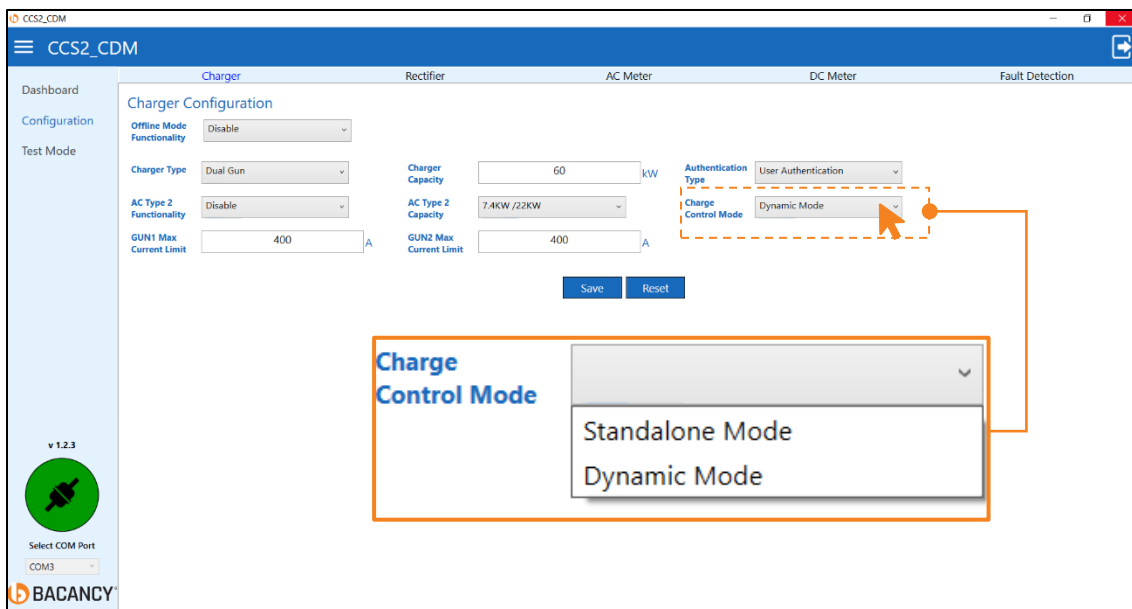 CCS2_CDM
CCS2_CDM
Charger Rectifier AC Meter DC Meter Fault Detection
Dashboard
Configuration
Test Mode
Charger Configuration
Offline Mode
Functionality
Disable
Charger Type
Dual Gun
Charger
Capacity
60
kW
Authentication
Type
User Authentication
AC Type 2
Functionality
Disable
AC Type 2
Capacity
7.4KW /22KW
Charge
Control Mode
Dynamic Mode
GUN1 Max
Current Limit
400
A
GUN2 Max
Current Limit
400
A
Save Reset
Charge
Control Mode
Standalone Mode
Dynamic Mode
v 1.2.3
Select COM Port
COM3
BACANCY